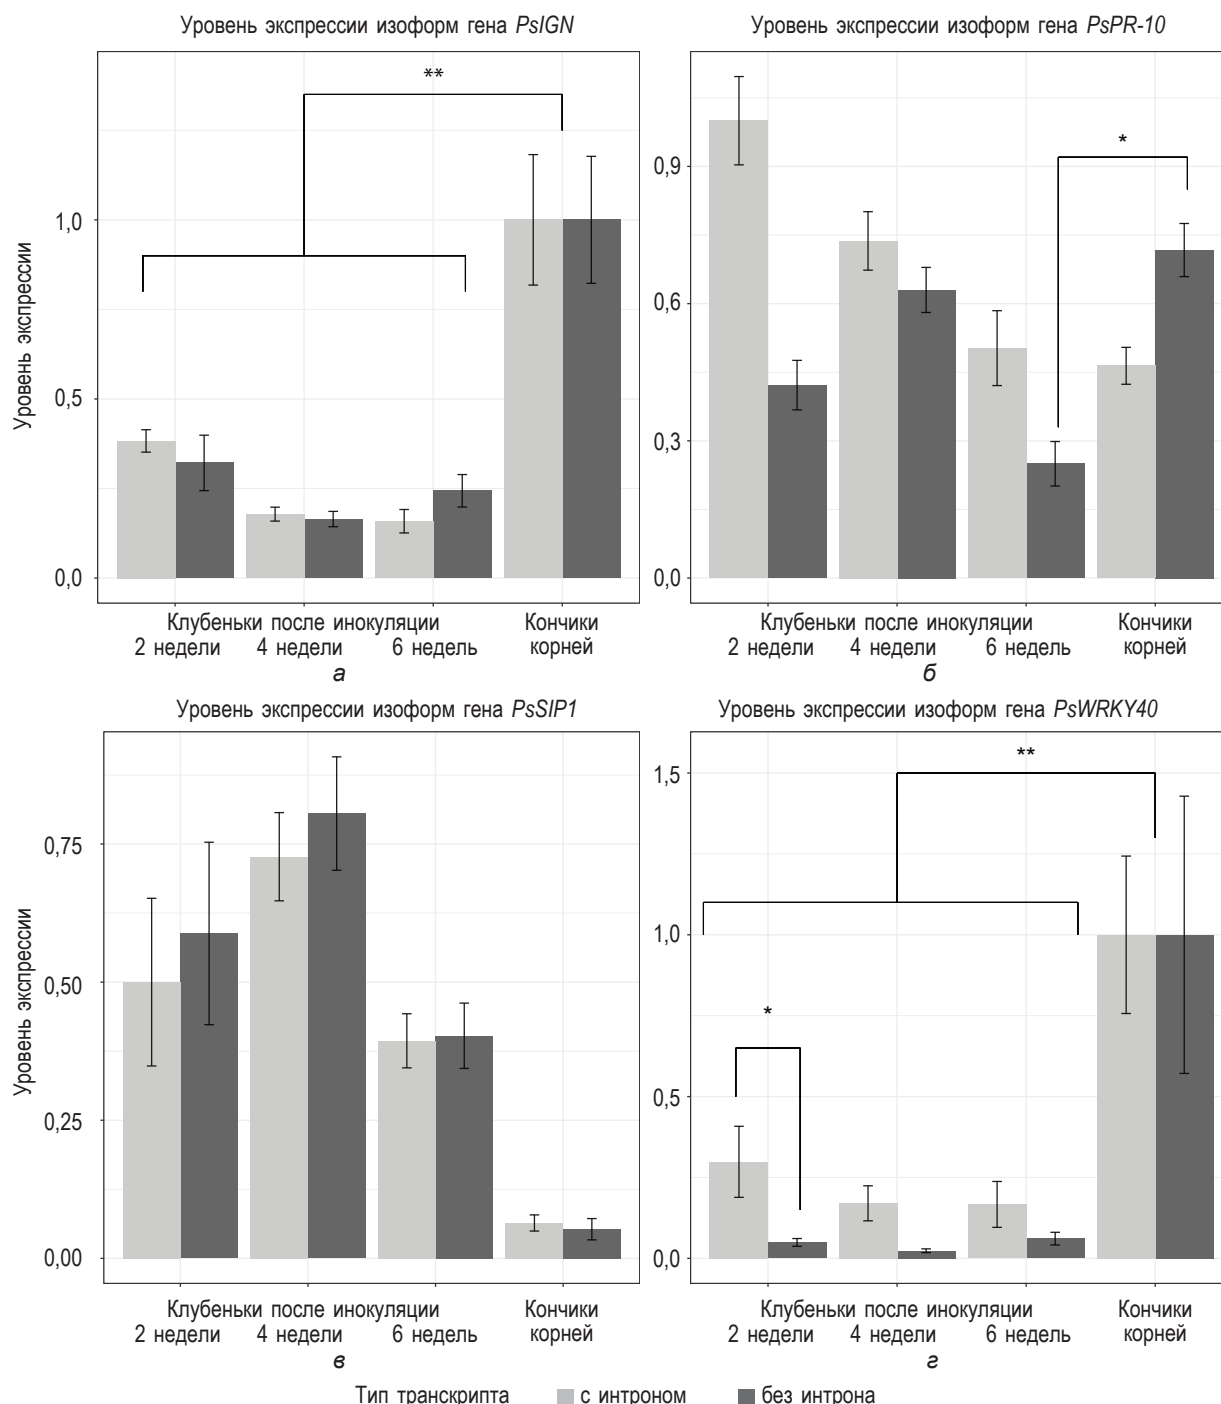 Уровень экспрессии изоформ гена PsIGN
**
1,0
0,5
0,0
Уровень экспрессии
Клубеньки после инокуляции
2 недели 4 недели 6 недель
Кончики
корней
а
Уровень экспрессии изоформ гена PsPR-10
*
0,9
0,6
0,3
0,0
Клубеньки после инокуляции
2 недели 4 недели 6 недель
Кончики
корней
б
Уровень экспрессии изоформ гена PsSIP1
0,75
0,50
0,25
0,00
Уровень экспрессии
Клубеньки после инокуляции
2 недели 4 недели 6 недель
Кончики
корней
в
Уровень экспрессии изоформ гена PsWRKY40
**
*
1,5
1,0
0,5
0,0
Клубеньки после инокуляции
2 недели 4 недели 6 недель
Кончики
корней
г
Тип транскрипта с интроном без интрона